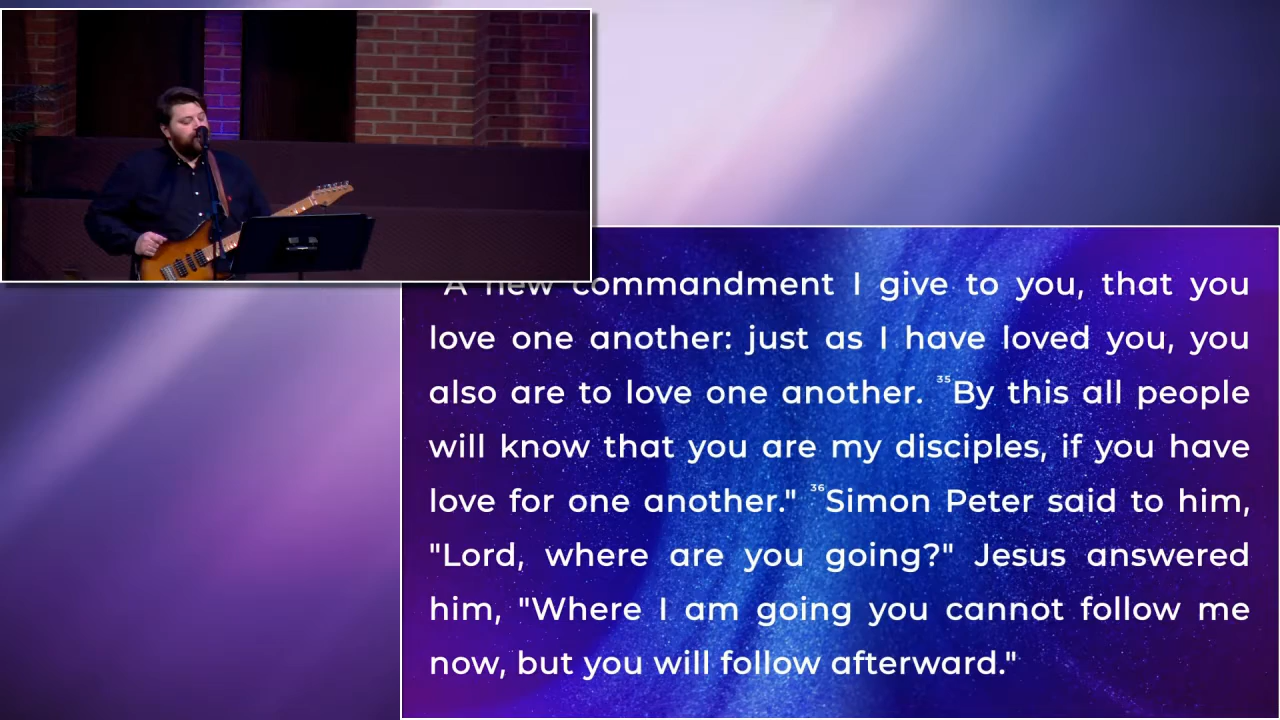 A new commandment I give to you, that you
love one another: just as I have loved you, you
also are to love one another. ³⁵By this all people
will know that you are my disciples, if you have
love for one another." ³⁶Simon Peter said to him,
"Lord, where are you going?" Jesus answered
him, "Where I am going you cannot follow me
now, but you will follow afterward."